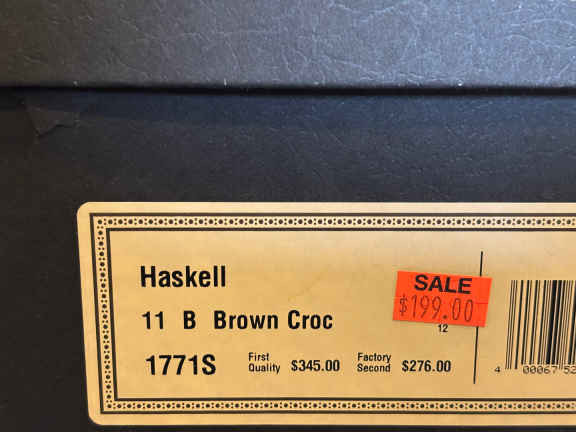 Haskell
SALE
$199.00
11 B Brown Croc
12
1771S First Quality $345.00 Factory Second $276.00
4 00067 52